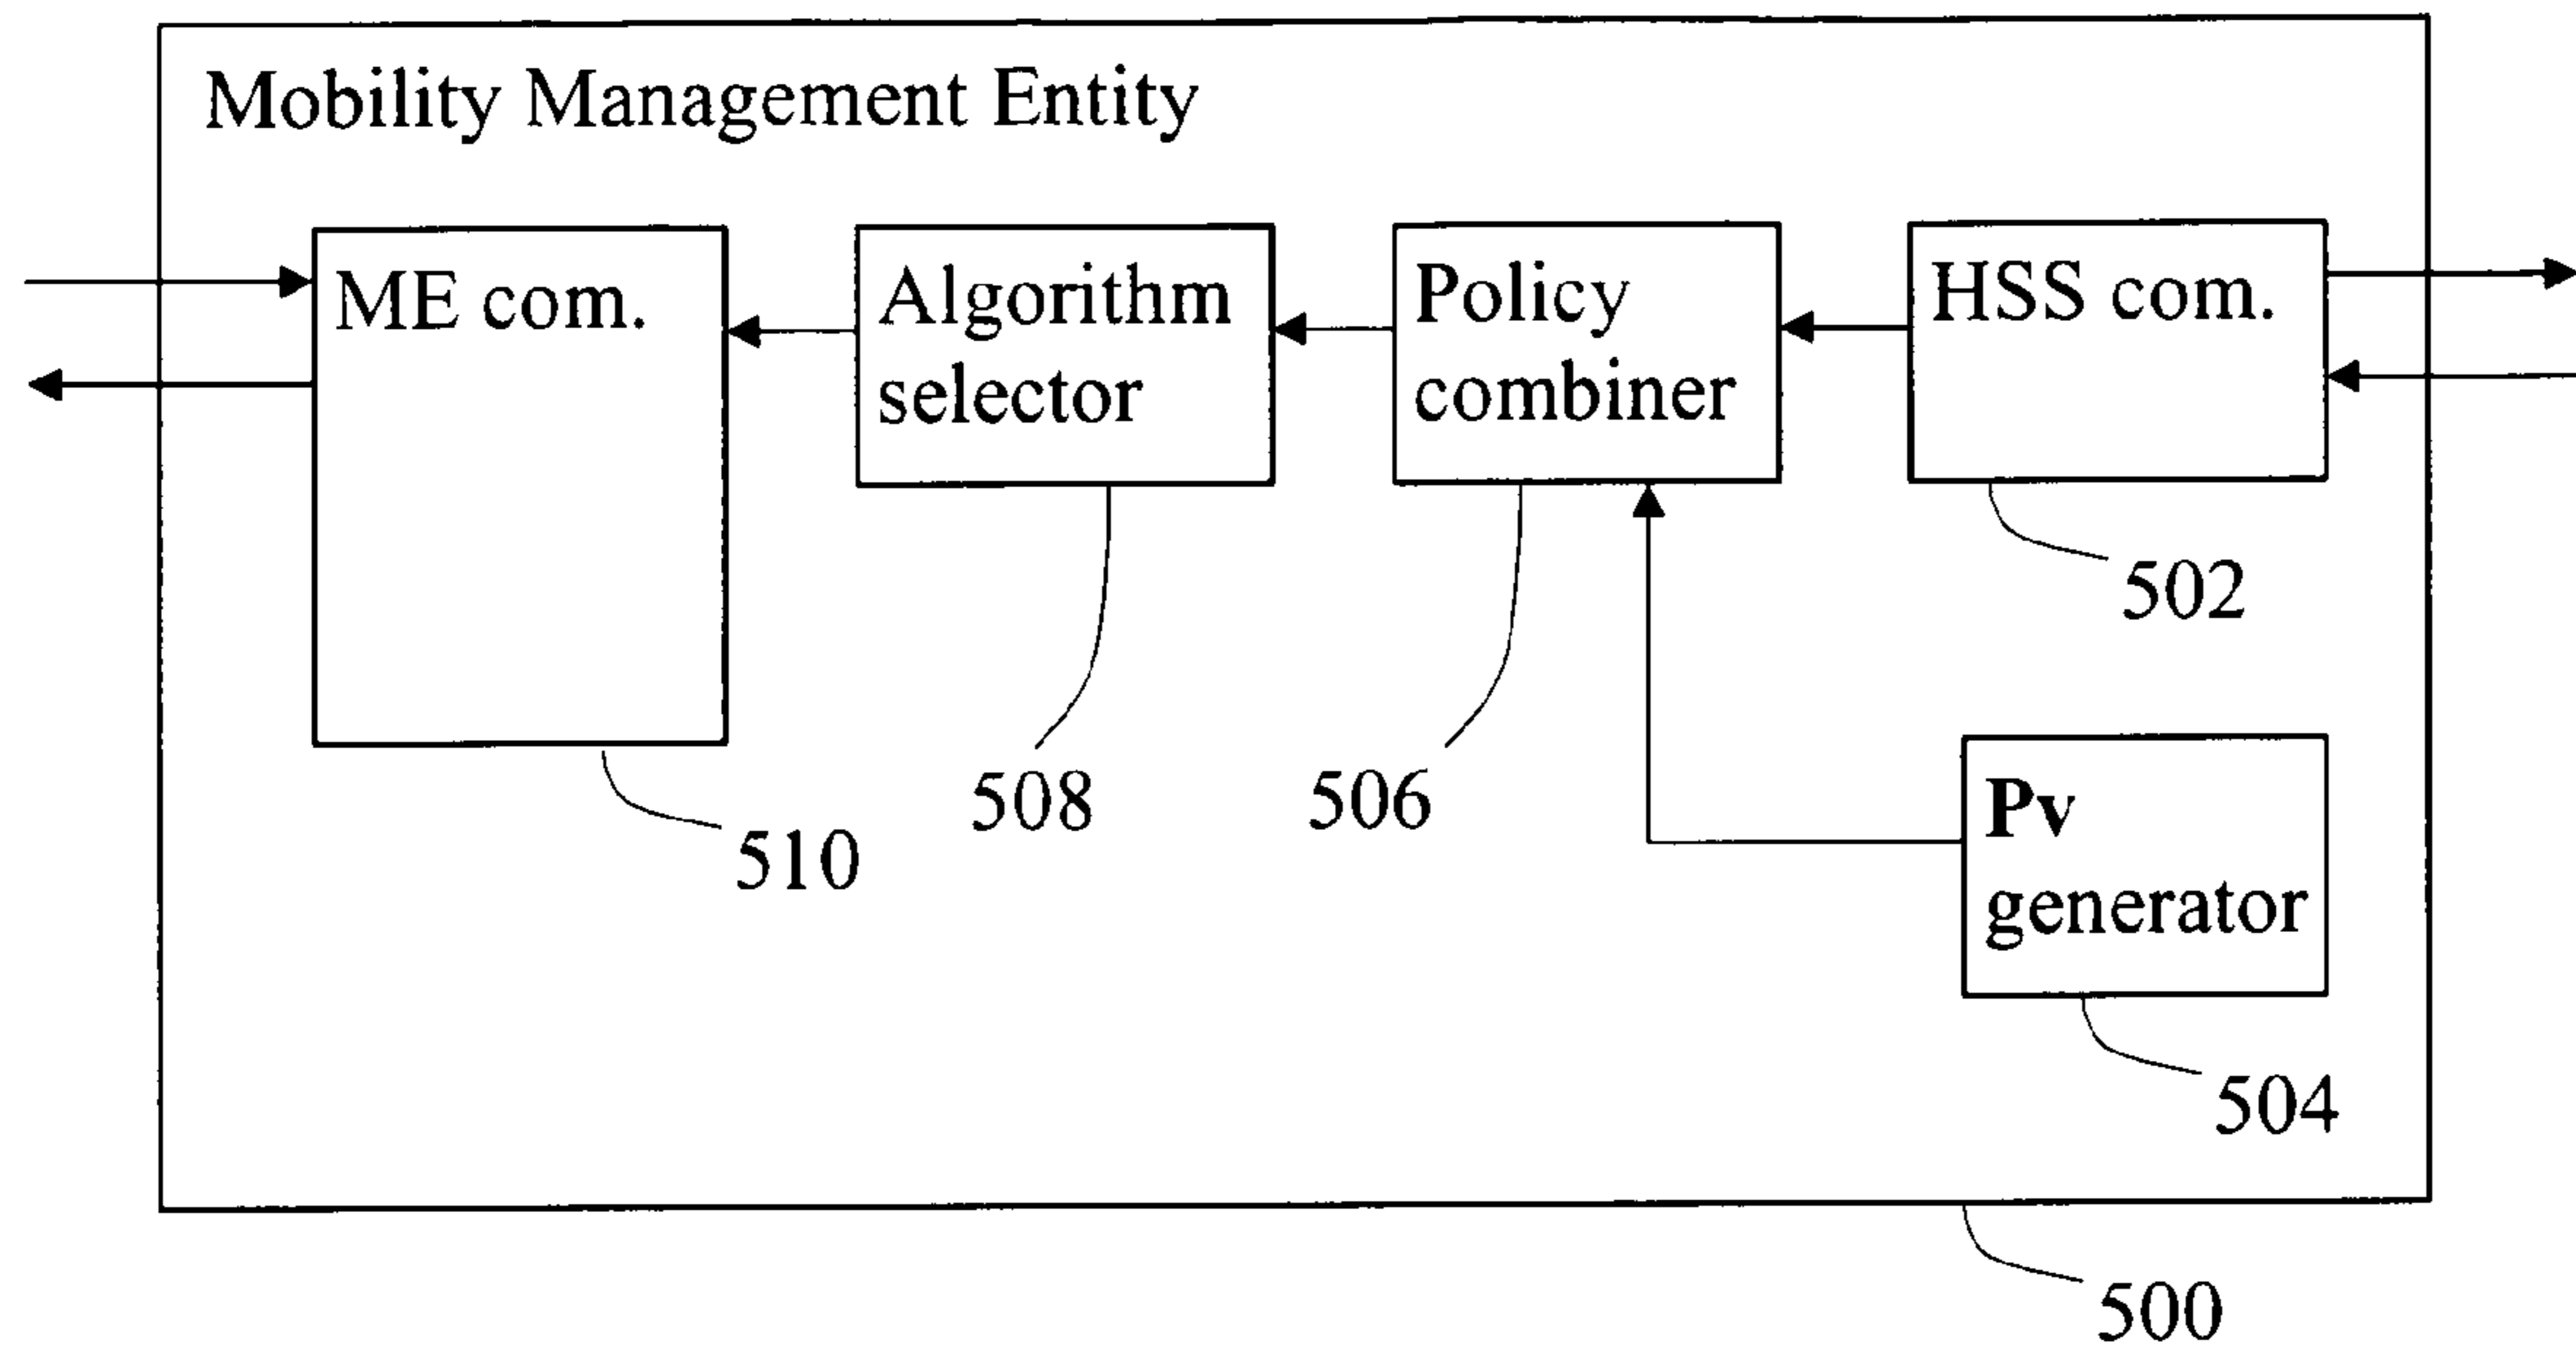 Mobility Management Entity
ME com.
Algorithm
selector
Policy
combiner
HSS com.
502
508
506
510
Pv
generator
504
500